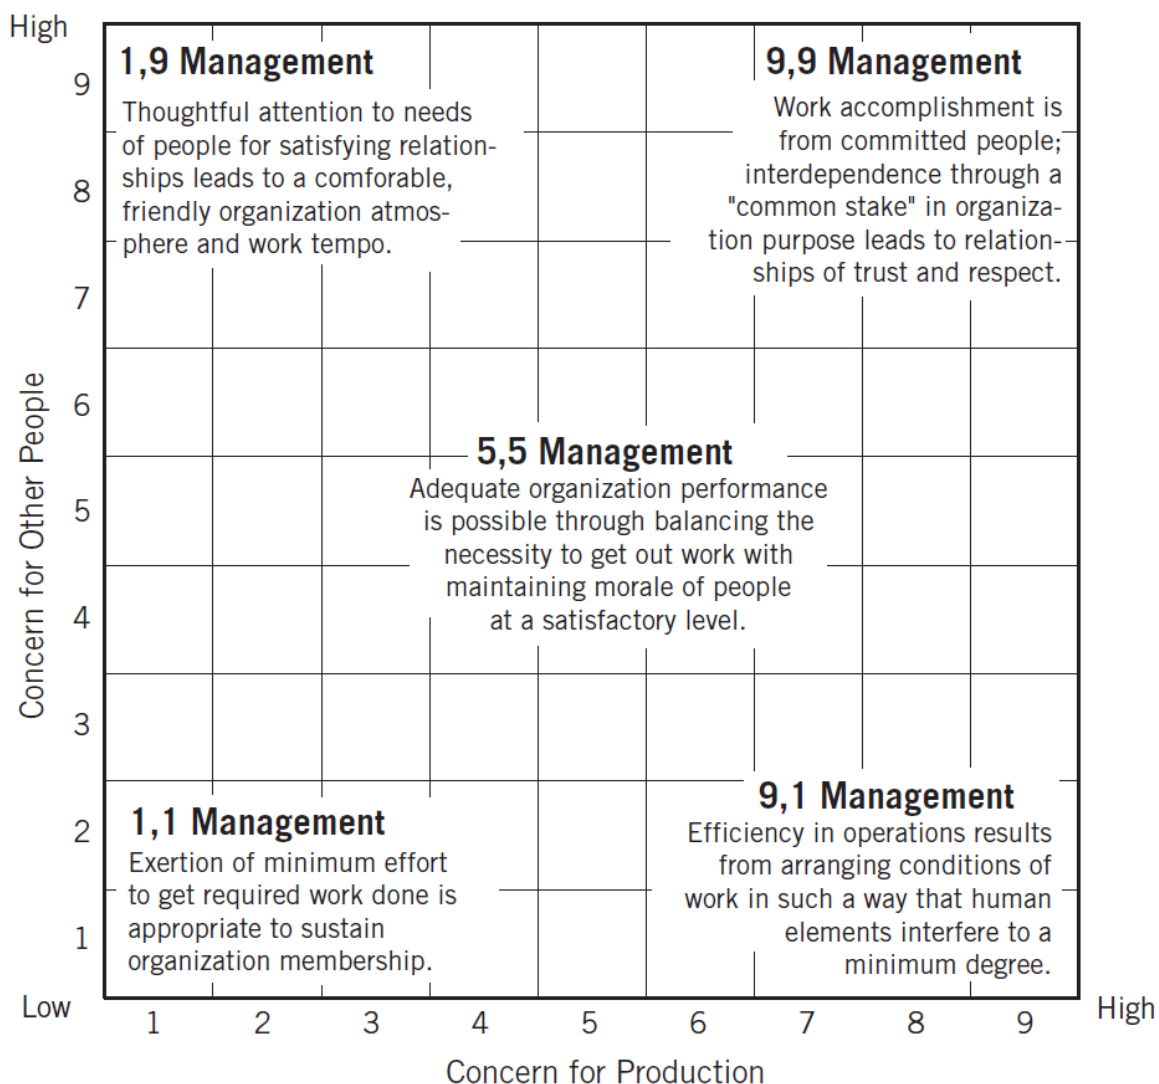 High
1,9 Management
Thoughtful attention to needs
of people for satisfying relation-
ships leads to a comforable,
friendly organization atmos-
phere and work tempo.
9,9 Management
Work accomplishment is
from committed people;
interdependence through a
"common stake" in organiza-
tion purpose leads to relation-
ships of trust and respect.
5,5 Management
Adequate organization performance
is possible through balancing the
necessity to get out work with
maintaining morale of people
at a satisfactory level.
1,1 Management
Exertion of minimum effort
to get required work done is
appropriate to sustain
organization membership.
9,1 Management
Efficiency in operations results
from arranging conditions of
work in such a way that human
elements interfere to a
minimum degree.
9
8
7
6
5
4
3
2
1
Concern for Other People
Low
1 2 3 4 5 6 7 8 9
High
Concern for Production